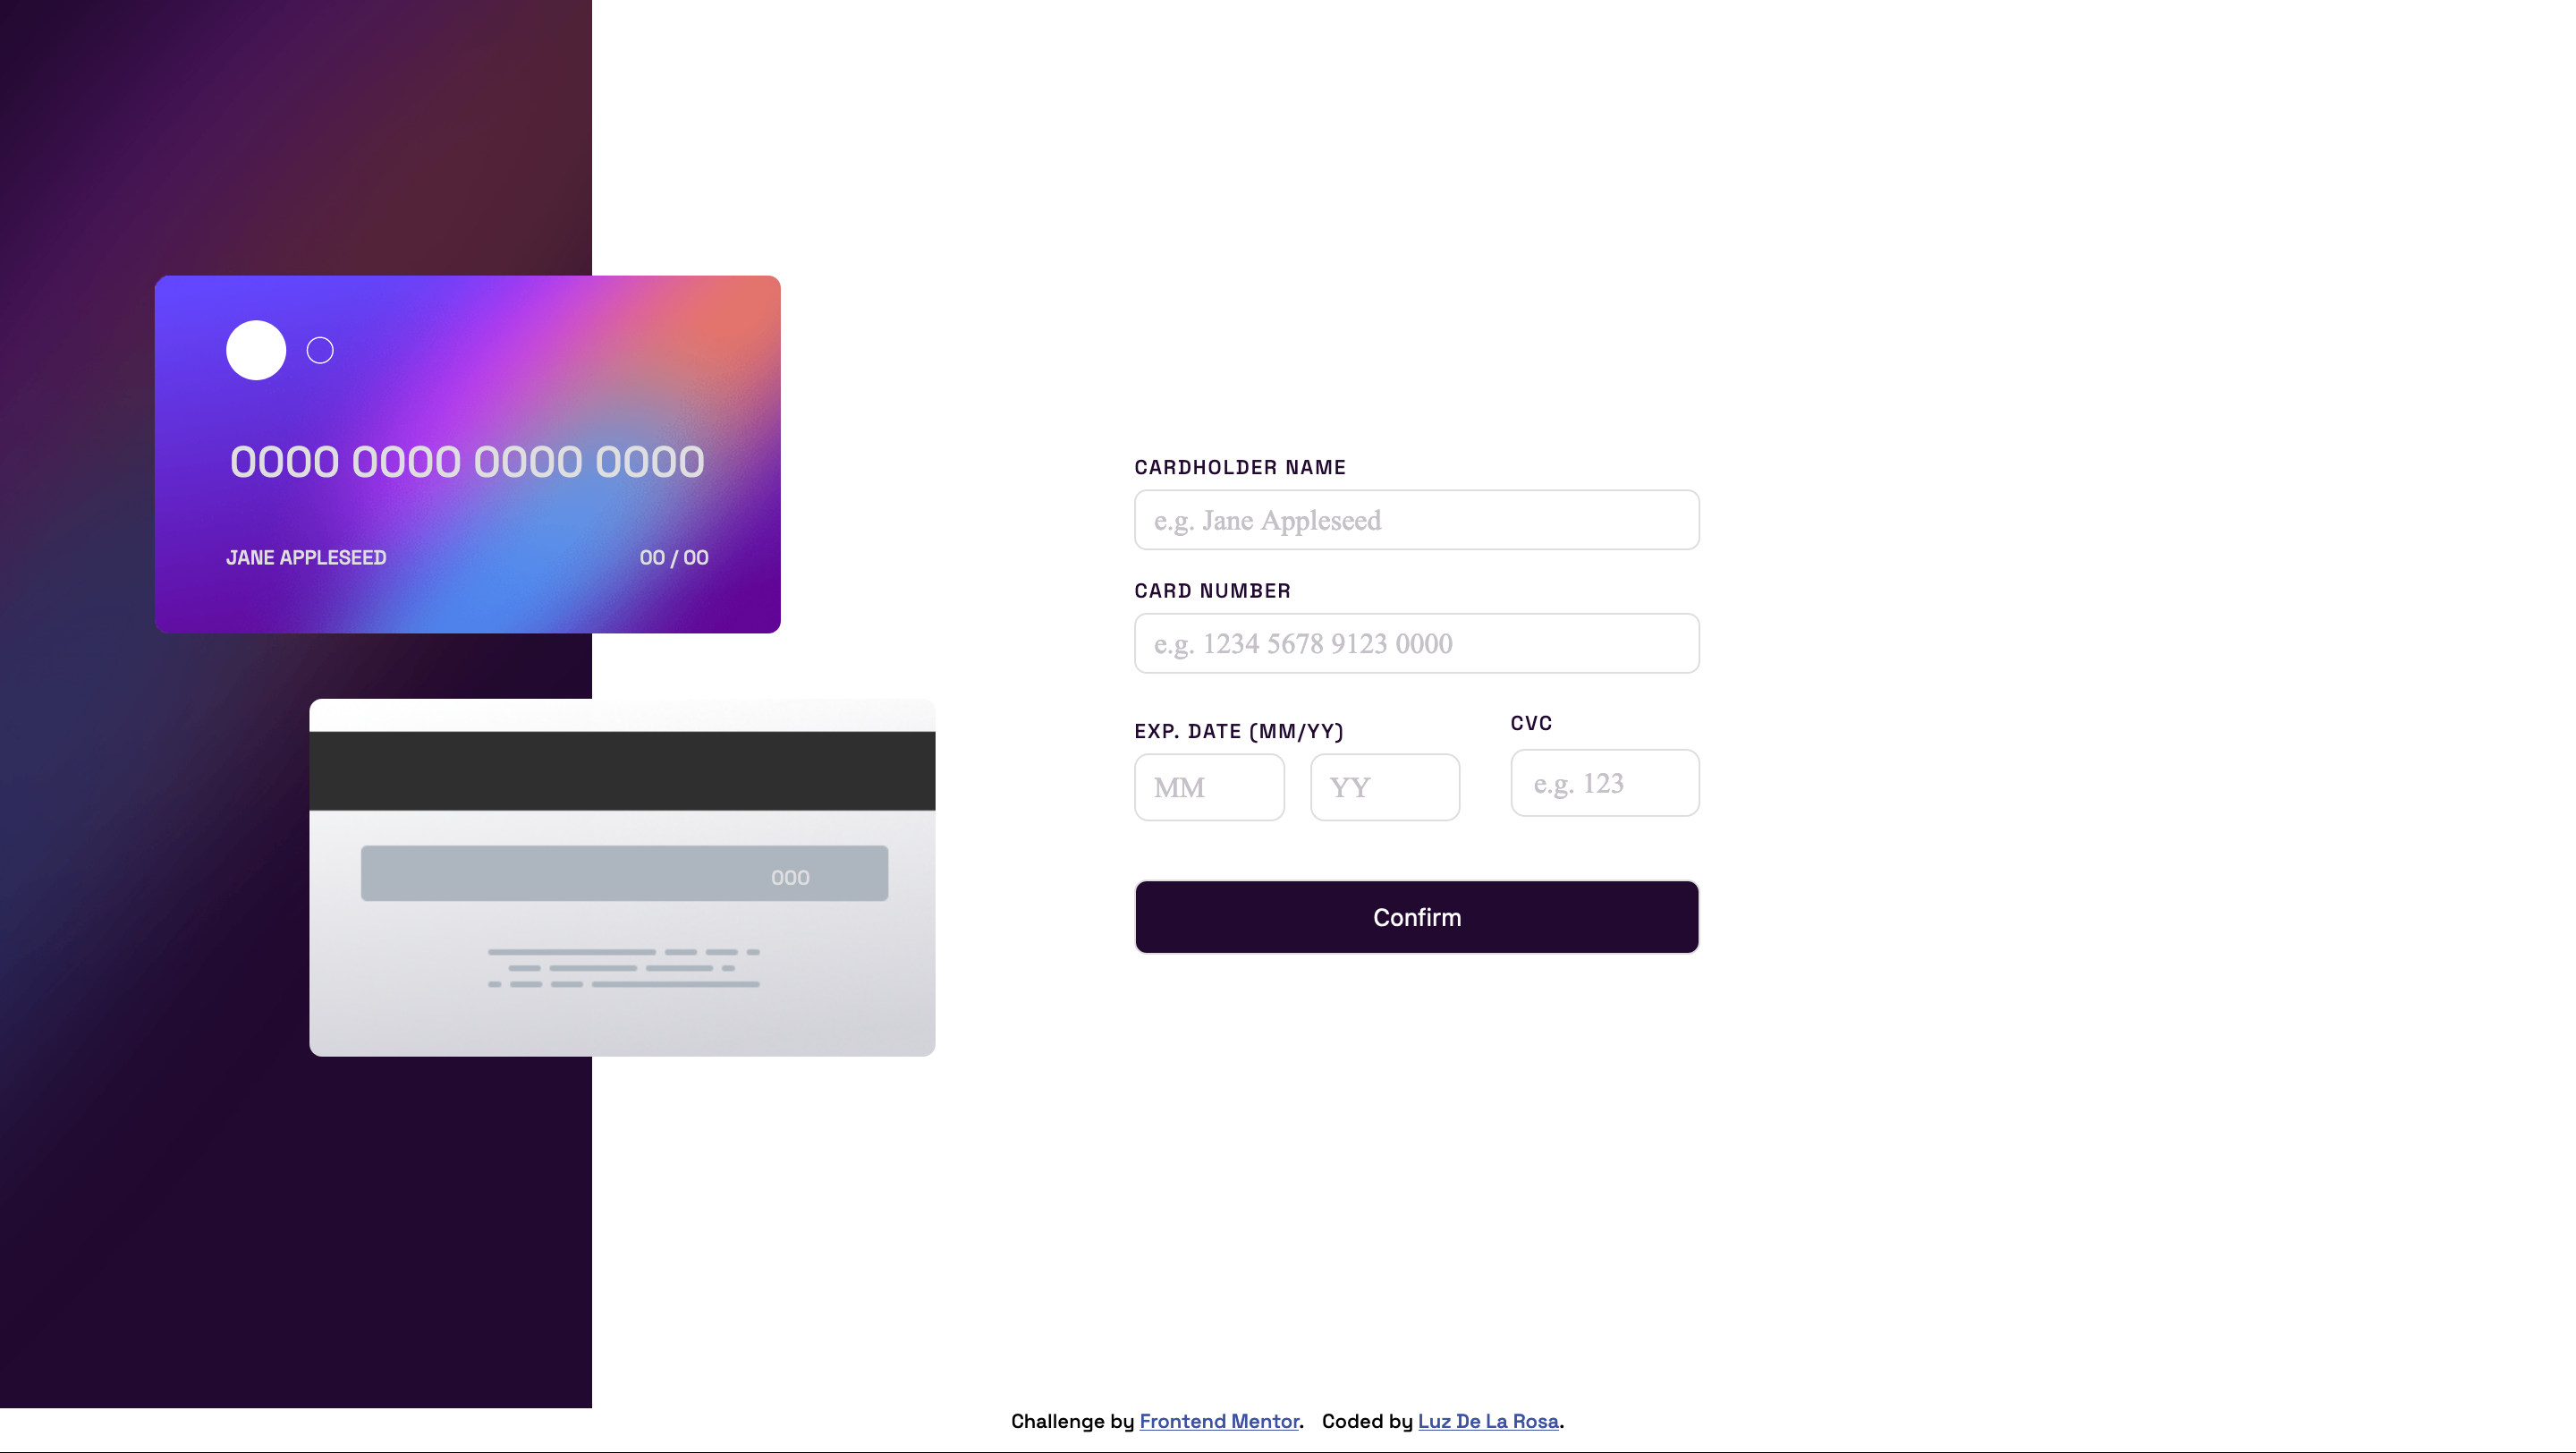 0000 0000 0000 0000
JANE APPLESEED
00 / 00
000
CARDHOLDER NAME
e.g. Jane Appleseed
CARD NUMBER
e.g. 1234 5678 9123 0000
EXP. DATE (MM/YY)
CVC
MM
YY
e.g. 123
Confirm
Challenge by Frontend Mentor. Coded by Luz De La Rosa.